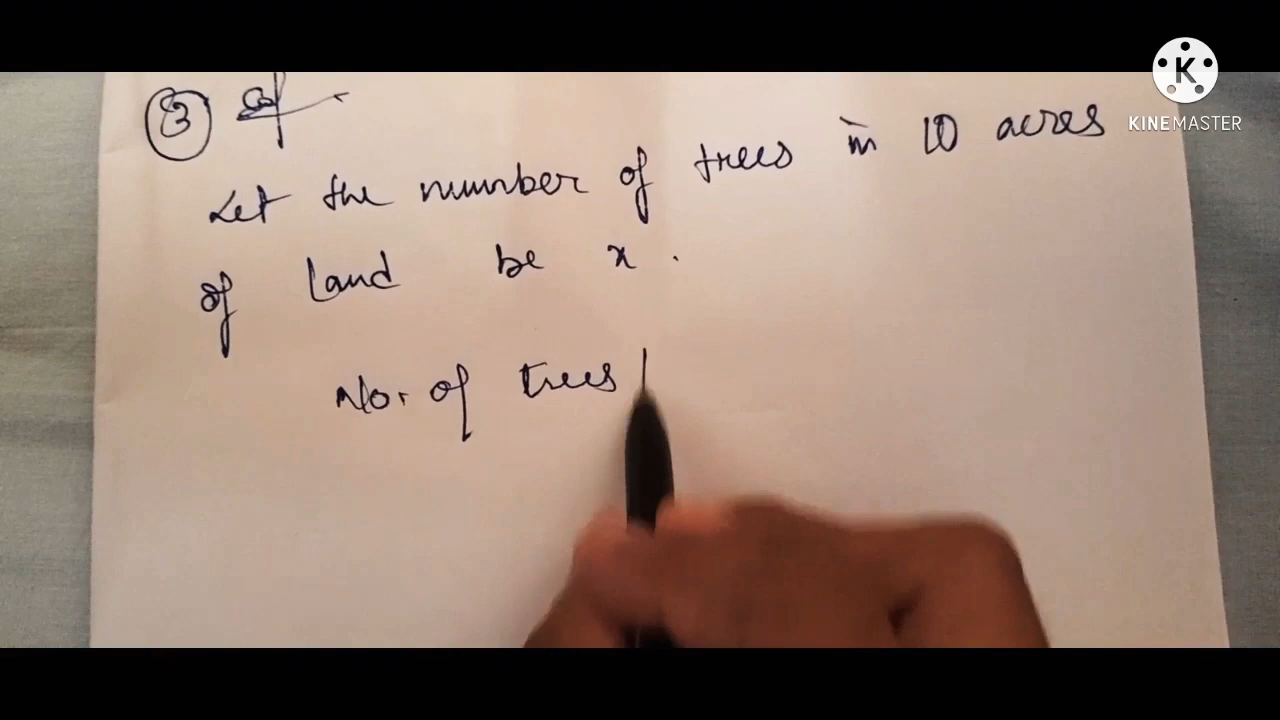 ③ Sol
Let the number of trees in 10 acres
of land be x.
No. of trees
K
KINEMASTER